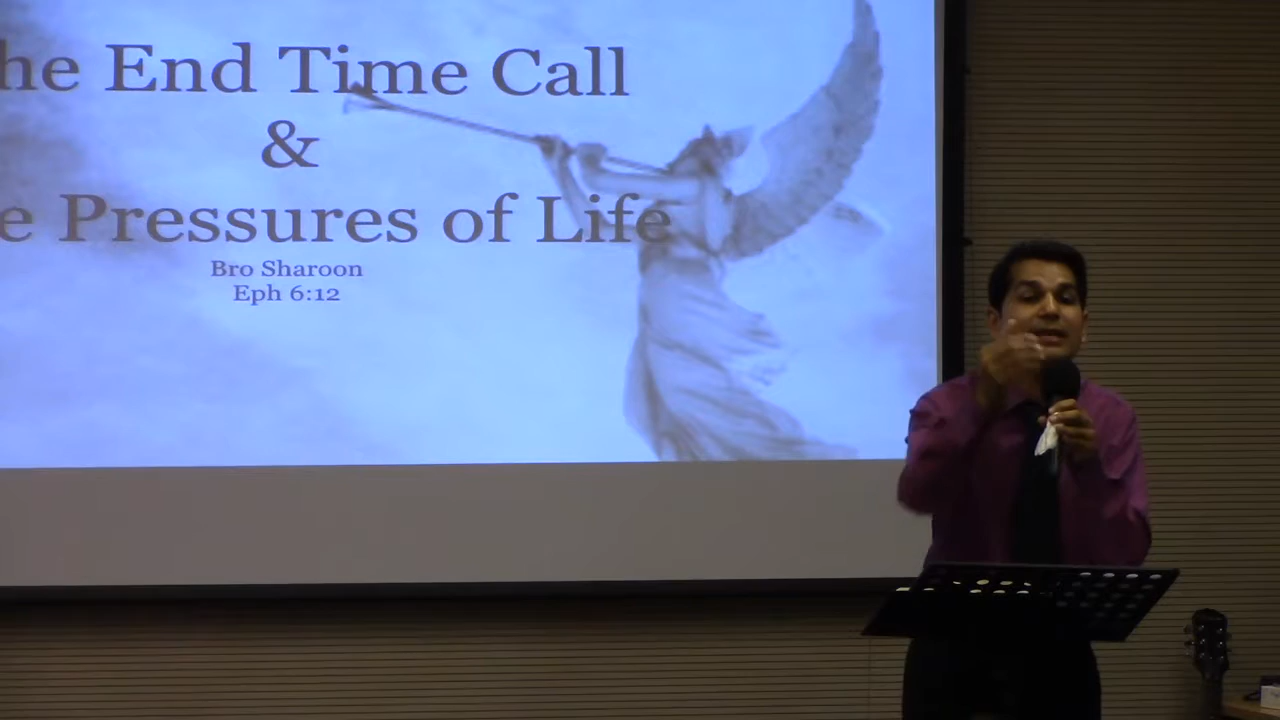 he End Time Call
&
e Pressures of Life
Bro Sharoon
Eph 6:12